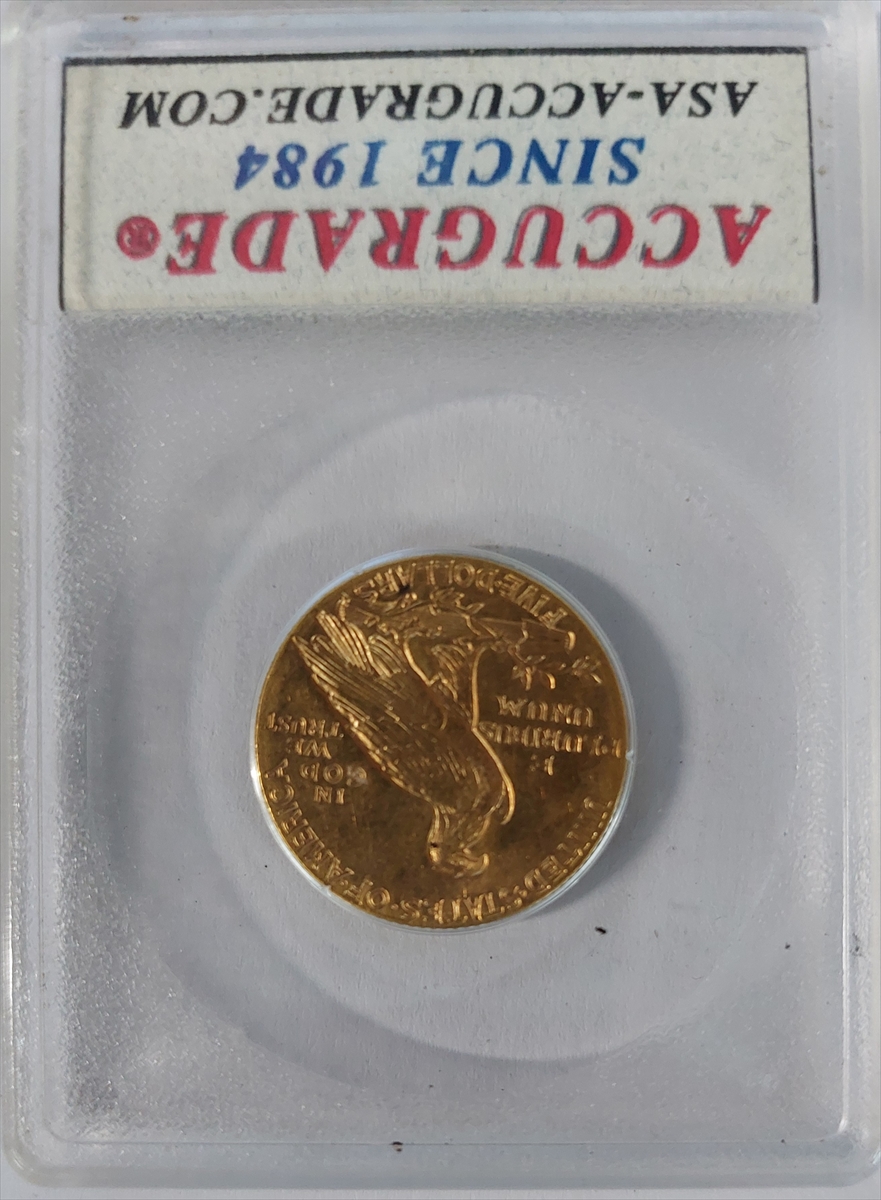 ACCUGRADE®
SINCE 1984
ASA-ACCUGRADE.COM
UNITED·STATES·OF·AMERICA
IN
GOD
WE
TRUST
E
PLURIBUS
UNUM
FIVE·DOLLARS